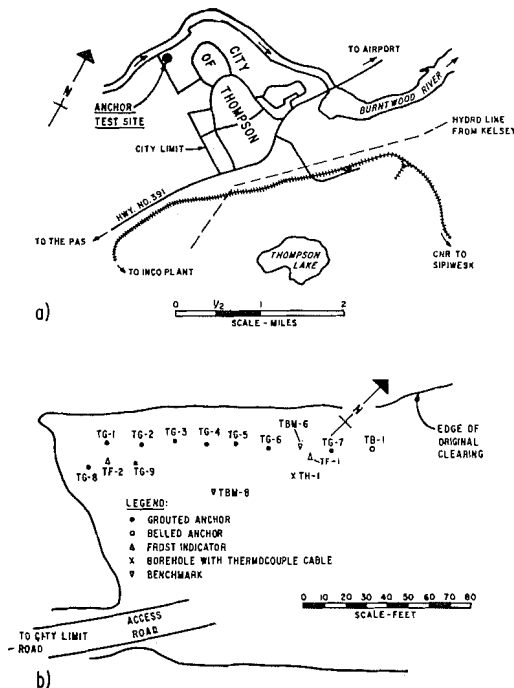 TO AIRPORT
CITY
OF
THOMPSON
ANCHOR
TEST SITE
BURNTWOOD RIVER
N
HYDRO LINE
FROM KELSEY
CITY LIMIT
HWY. NO. 391
TO THE PAS
TO INCO PLANT
THOMPSON
LAKE
CNR TO
SIPIWESK
a)
0 1/2 1 2
SCALE-MILES
N
TBM-6
TG-1 TG-2 TG-3 TG-4 TG-5 TG-6 TG-7 TB-1
EDGE OF
ORIGINAL
CLEARING
TG-8 TF-2 TG-9 TF-1
TH-1
TBM-8
LEGEND:
GROUTED ANCHOR
BELLED ANCHOR
FROST INDICATOR
x BOREHOLE WITH THERMOCOUPLE CABLE
BENCHMARK
0 10 20 30 40 50 60 70 80
SCALE-FEET
TO CITY LIMIT
ROAD
ACCESS
ROAD
b)